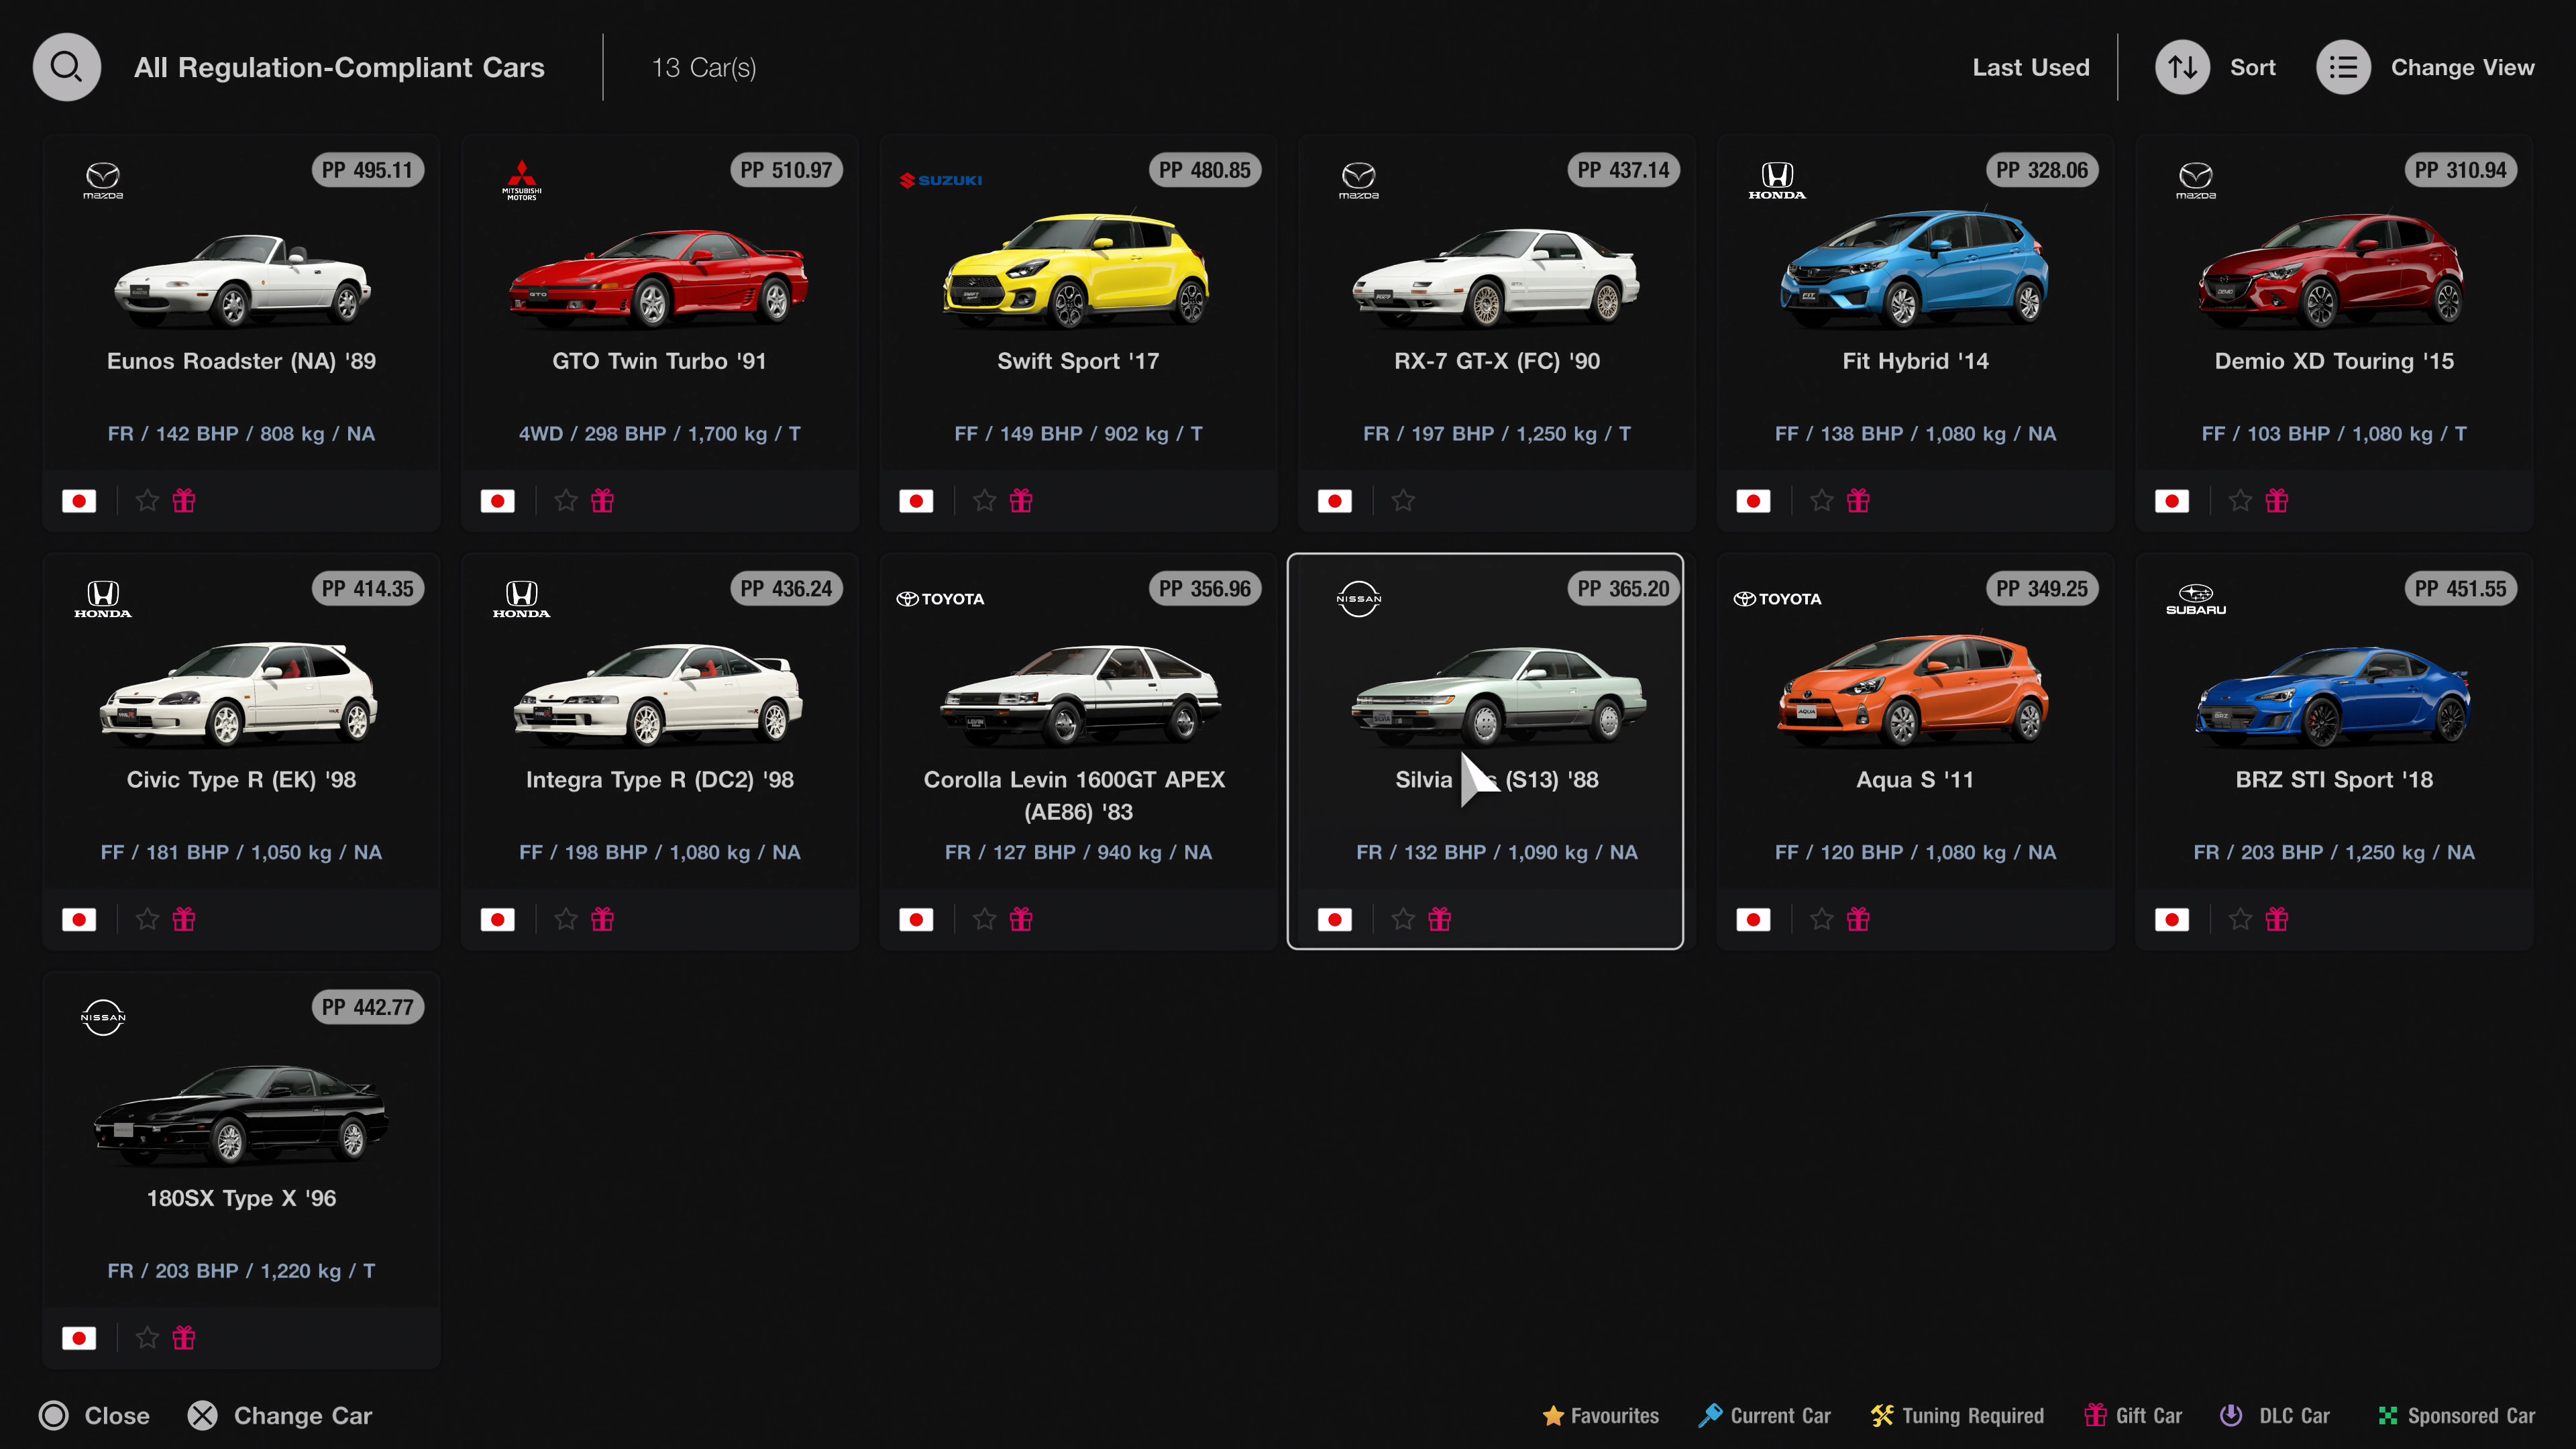 All Regulation-Compliant Cars
13 Car(s)
Last Used
Sort
Change View
mazda
PP 495.11
Eunos Roadster (NA) '89
FR / 142 BHP / 808 kg / NA
MITSUBISHI
MOTORS
PP 510.97
GTO
GTO Twin Turbo '91
4WD / 298 BHP / 1,700 kg / T
SUZUKI
PP 480.85
Swift Sport '17
FF / 149 BHP / 902 kg / T
mazda
PP 437.14
RX-7 GT-X (FC) '90
FR / 197 BHP / 1,250 kg / T
HONDA
PP 328.06
FIT
Fit Hybrid '14
FF / 138 BHP / 1,080 kg / NA
mazda
PP 310.94
DEMIO
Demio XD Touring '15
FF / 103 BHP / 1,080 kg / T
HONDA
PP 414.35
Civic Type R (EK) '98
FF / 181 BHP / 1,050 kg / NA
HONDA
PP 436.24
Integra Type R (DC2) '98
FF / 198 BHP / 1,080 kg / NA
TOYOTA
PP 356.96
LEVIN
Corolla Levin 1600GT APEX
(AE86) '83
FR / 127 BHP / 940 kg / NA
NISSAN
PP 365.20
SILVIA
Silvia (S13) '88
FR / 132 BHP / 1,090 kg / NA
TOYOTA
PP 349.25
AQUA
Aqua S '11
FF / 120 BHP / 1,080 kg / NA
SUBARU
PP 451.55
BRZ
BRZ STI Sport '18
FR / 203 BHP / 1,250 kg / NA
NISSAN
PP 442.77
180SX Type X '96
FR / 203 BHP / 1,220 kg / T
Close
Change Car
Favourites
Current Car
Tuning Required
Gift Car
DLC Car
Sponsored Car